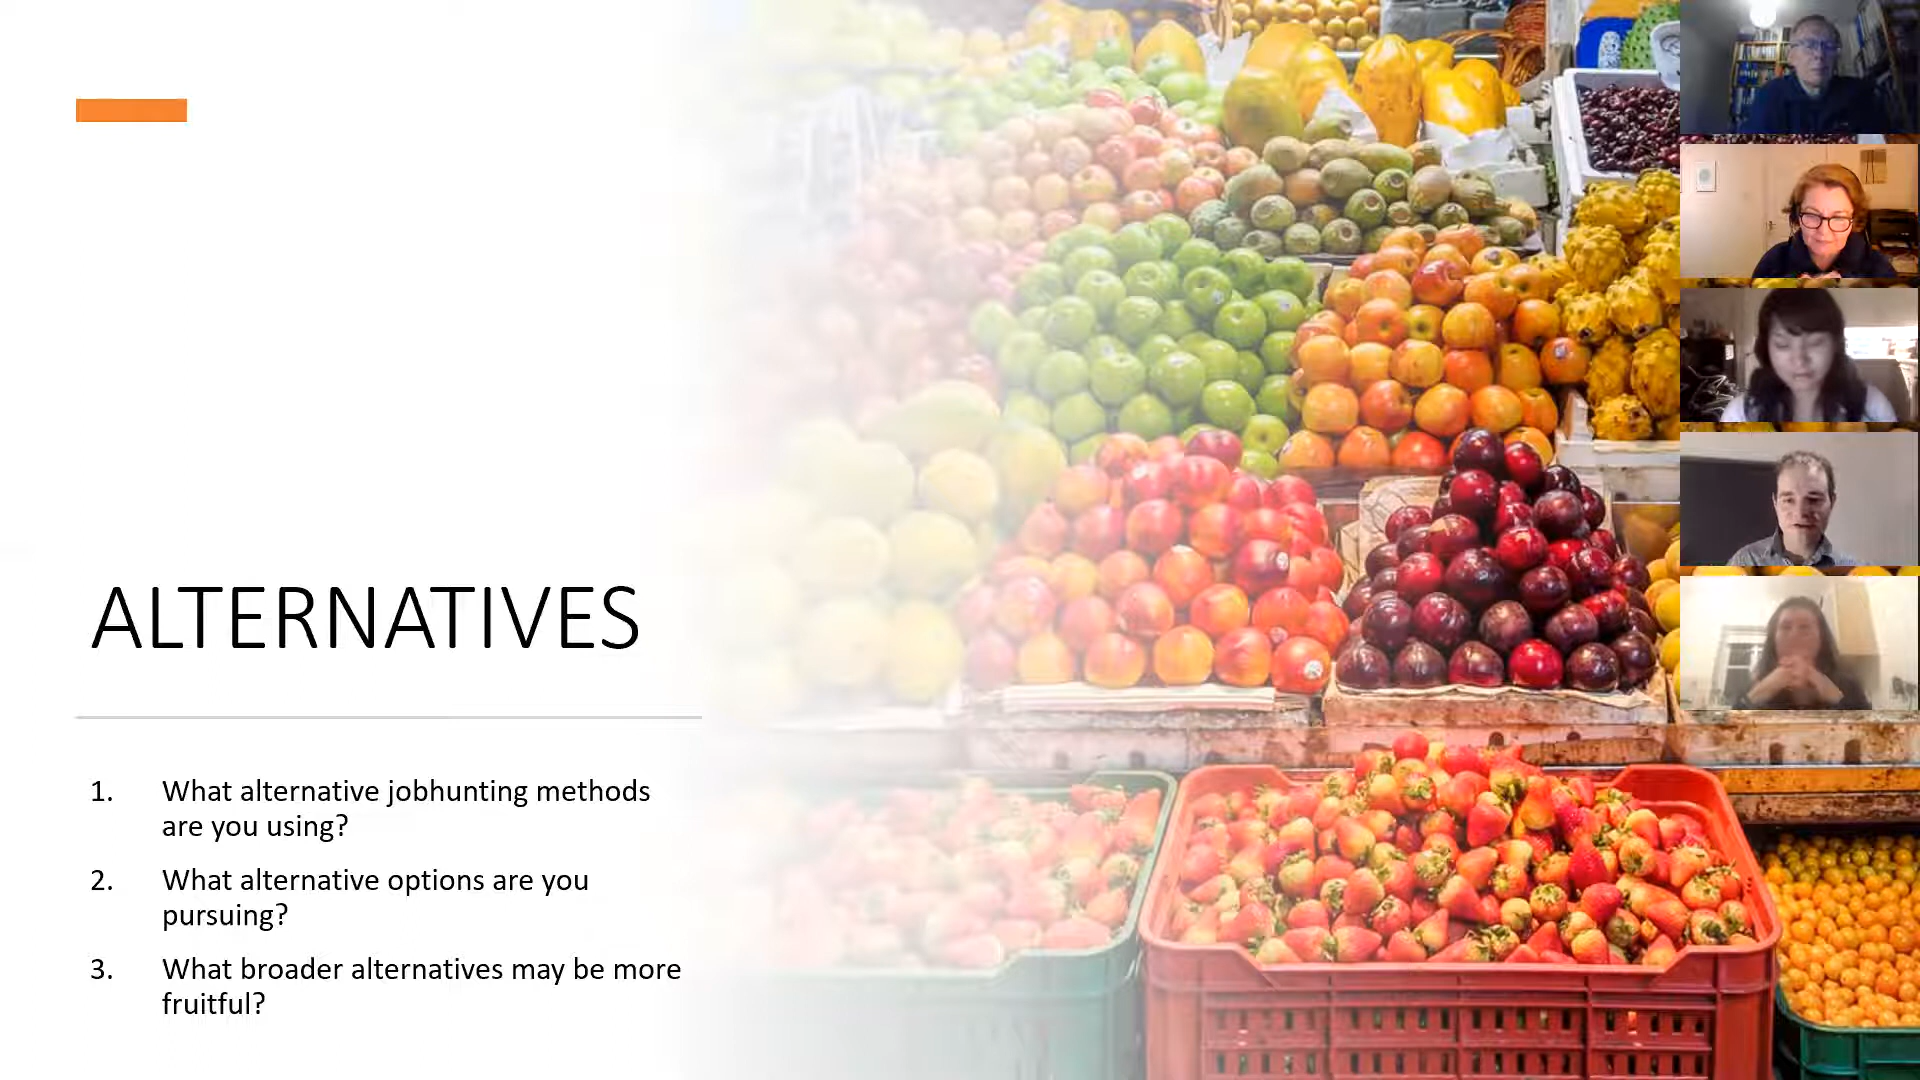 ALTERNATIVES
1. What alternative jobhunting methods
are you using?
2. What alternative options are you
pursuing?
3. What broader alternatives may be more
fruitful?